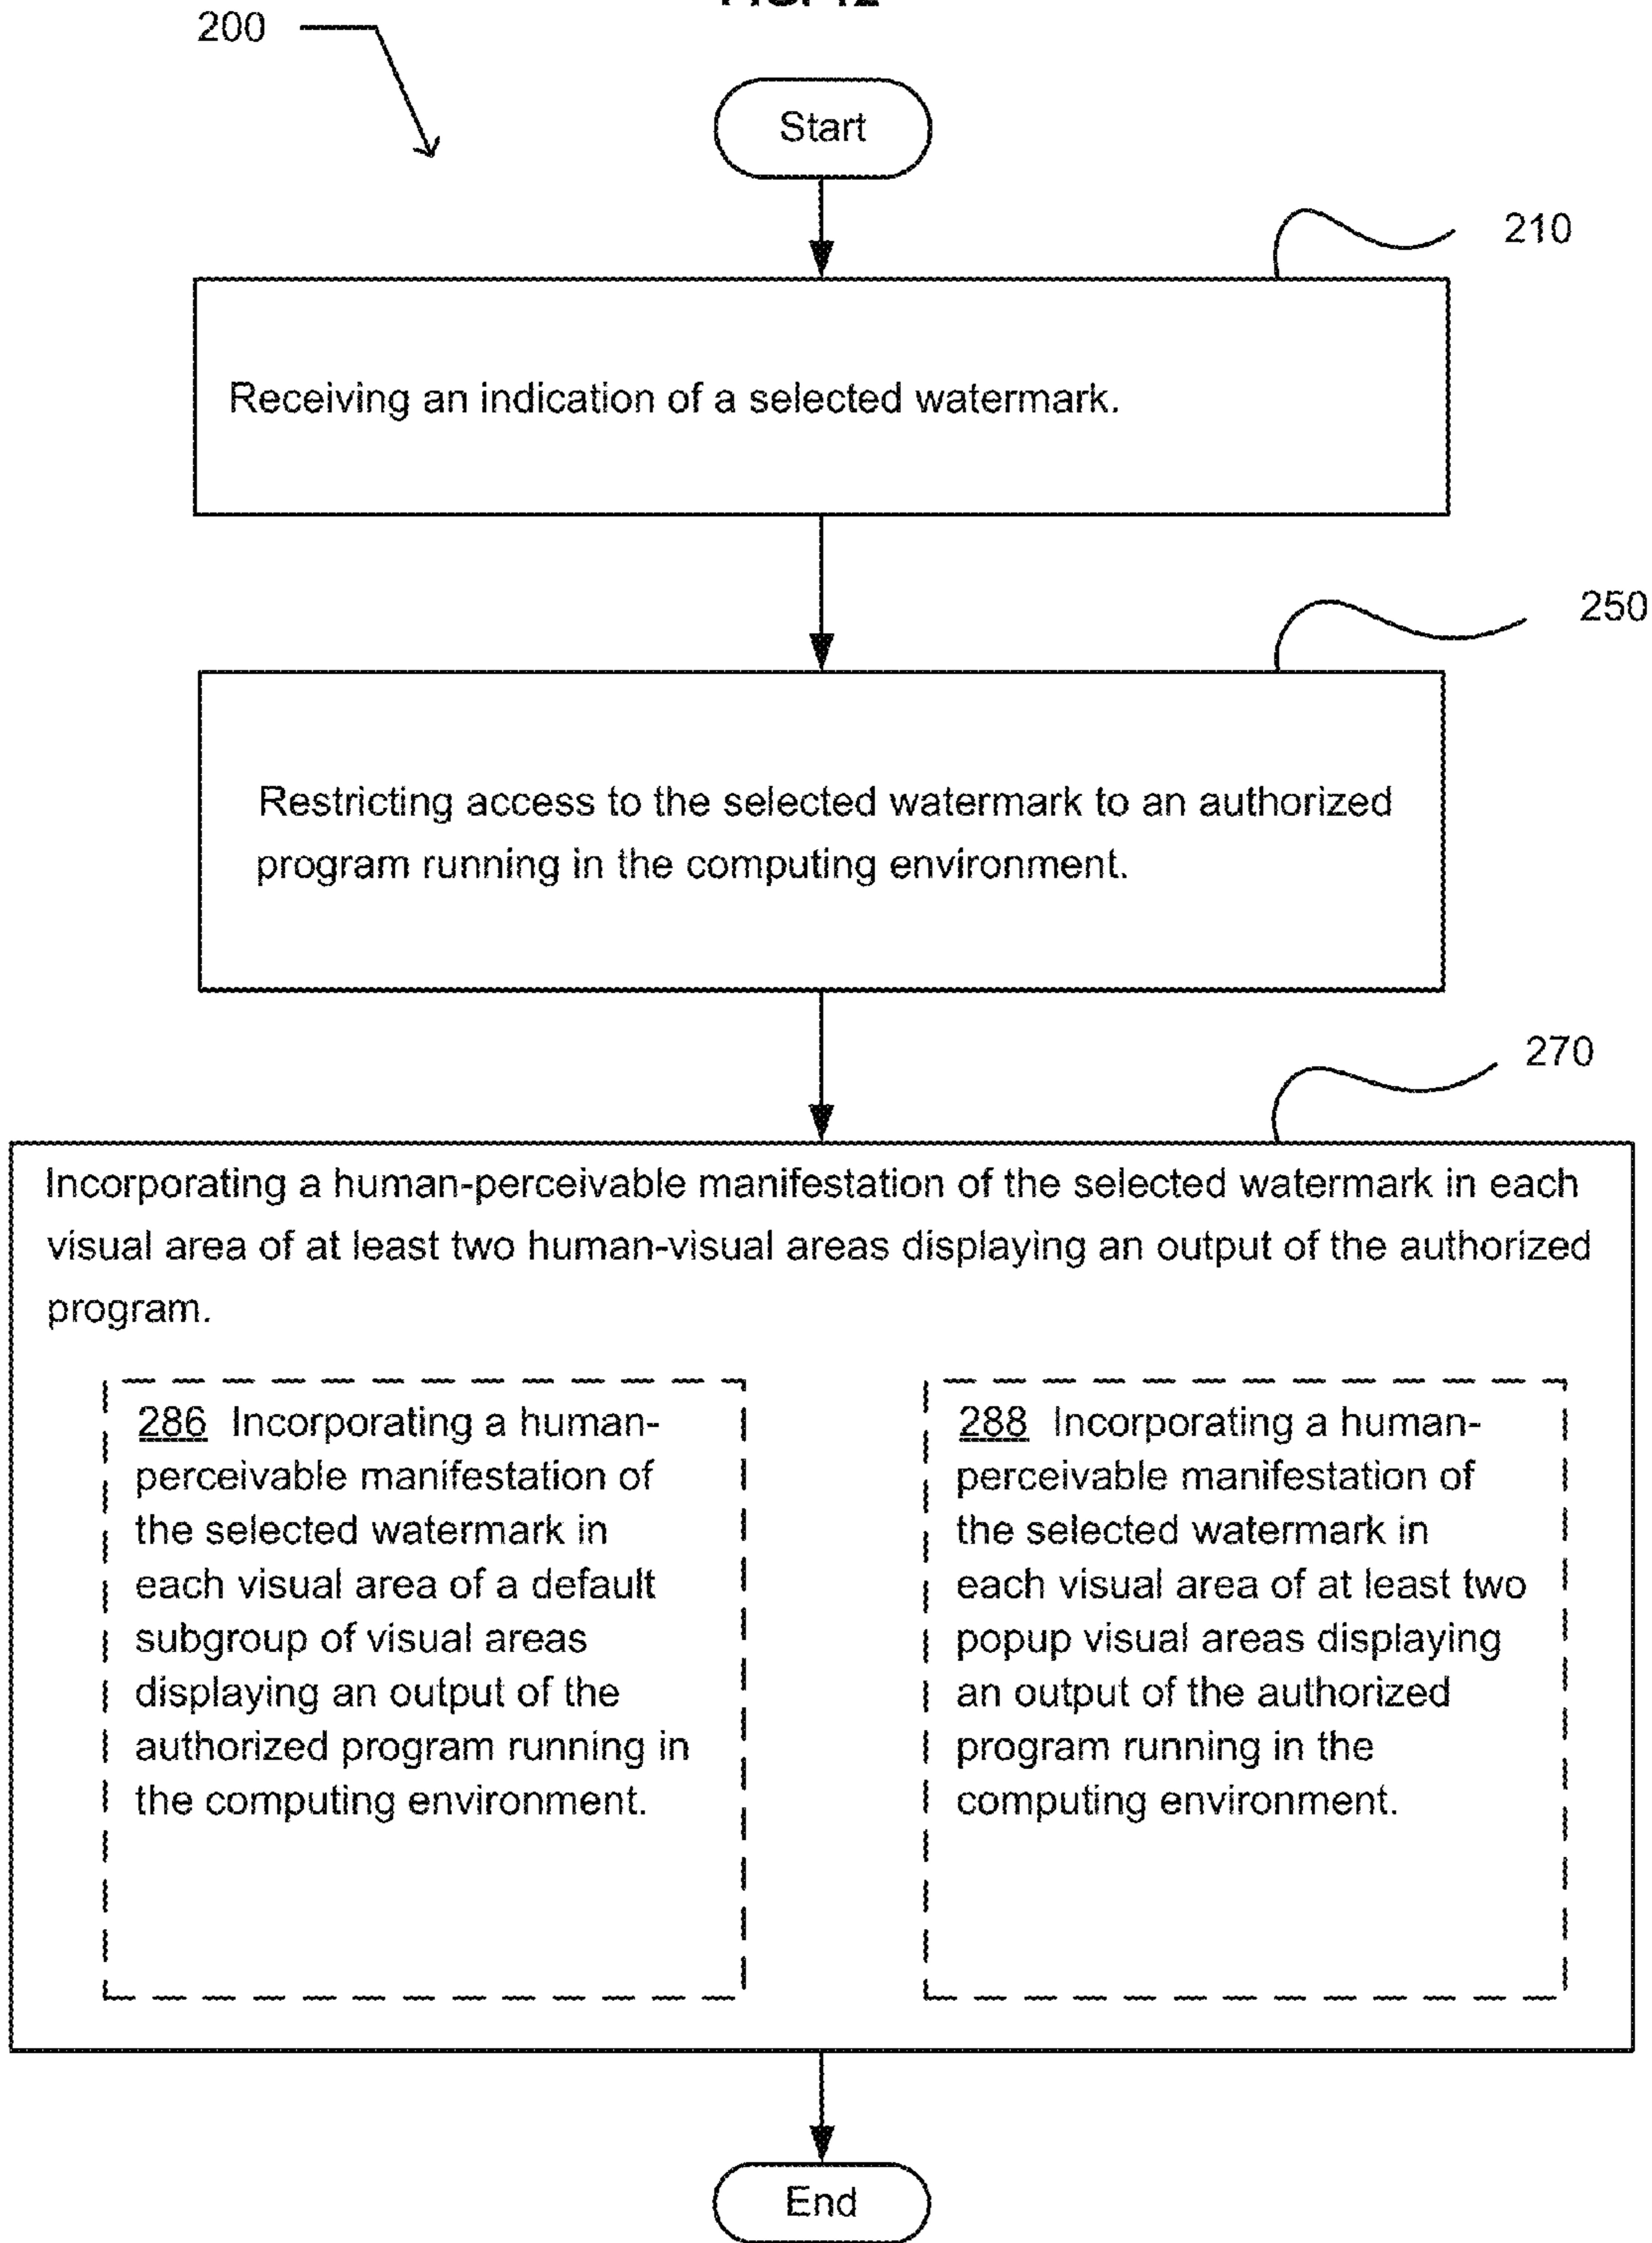 200
Start
210
Receiving an indication of a selected watermark.
250
Restricting access to the selected watermark to an authorized
program running in the computing environment.
270
Incorporating a human-perceivable manifestation of the selected watermark in each
visual area of at least two human-visual areas displaying an output of the authorized
program.
286 Incorporating a human-
perceivable manifestation of
the selected watermark in
each visual area of a default
subgroup of visual areas
displaying an output of the
authorized program running in
the computing environment.
288 Incorporating a human-
perceivable manifestation of
the selected watermark in
each visual area of at least two
popup visual areas displaying
an output of the authorized
program running in the
computing environment.
End